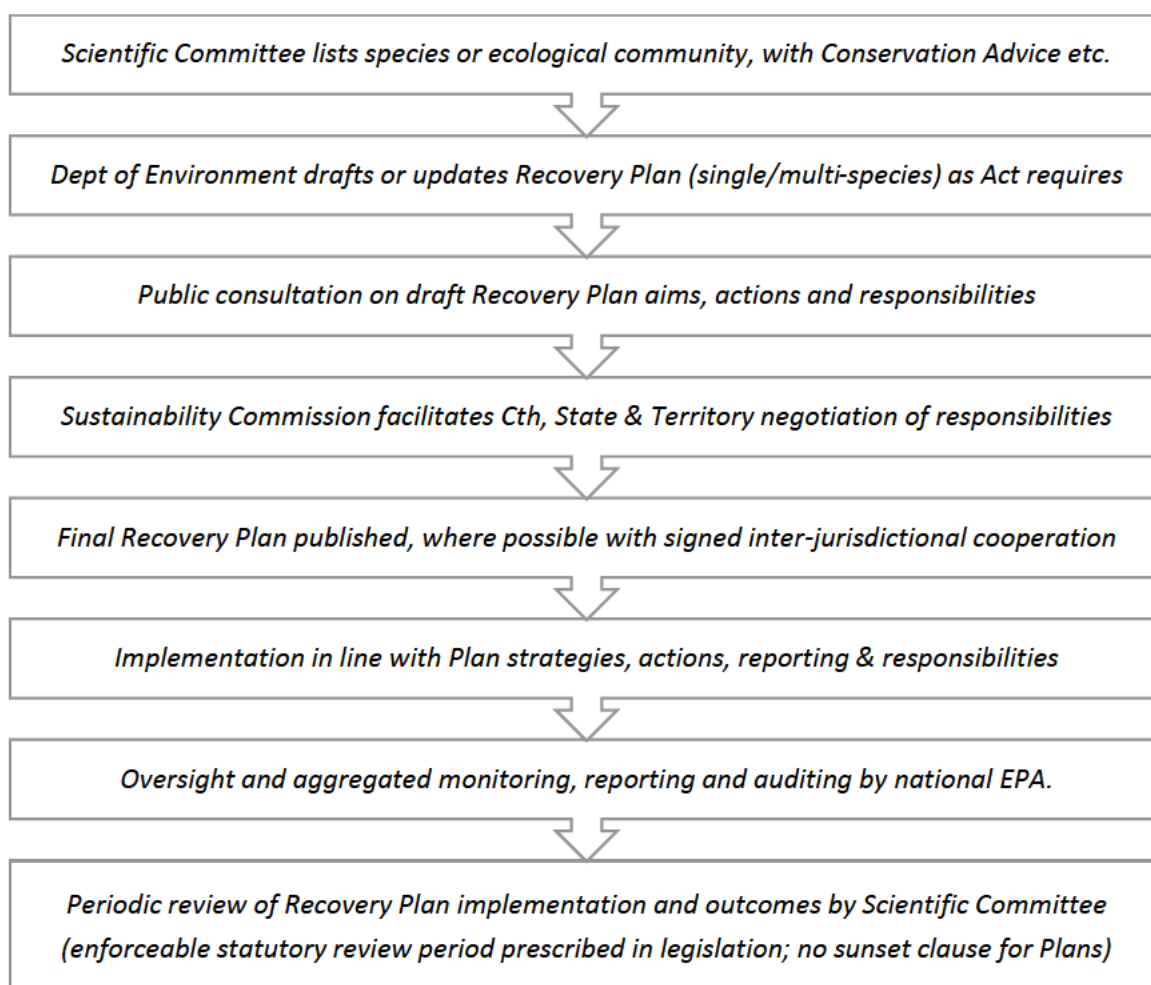 Scientific Committee lists species or ecological community, with Conservation Advice etc.
Dept of Environment drafts or updates Recovery Plan (single/multi-species) as Act requires
Public consultation on draft Recovery Plan aims, actions and responsibilities
Sustainability Commission facilitates Cth, State & Territory negotiation of responsibilities
Final Recovery Plan published, where possible with signed inter-jurisdictional cooperation
Implementation in line with Plan strategies, actions, reporting & responsibilities
Oversight and aggregated monitoring, reporting and auditing by national EPA.
Periodic review of Recovery Plan implementation and outcomes by Scientific Committee
(enforceable statutory review period prescribed in legislation; no sunset clause for Plans)